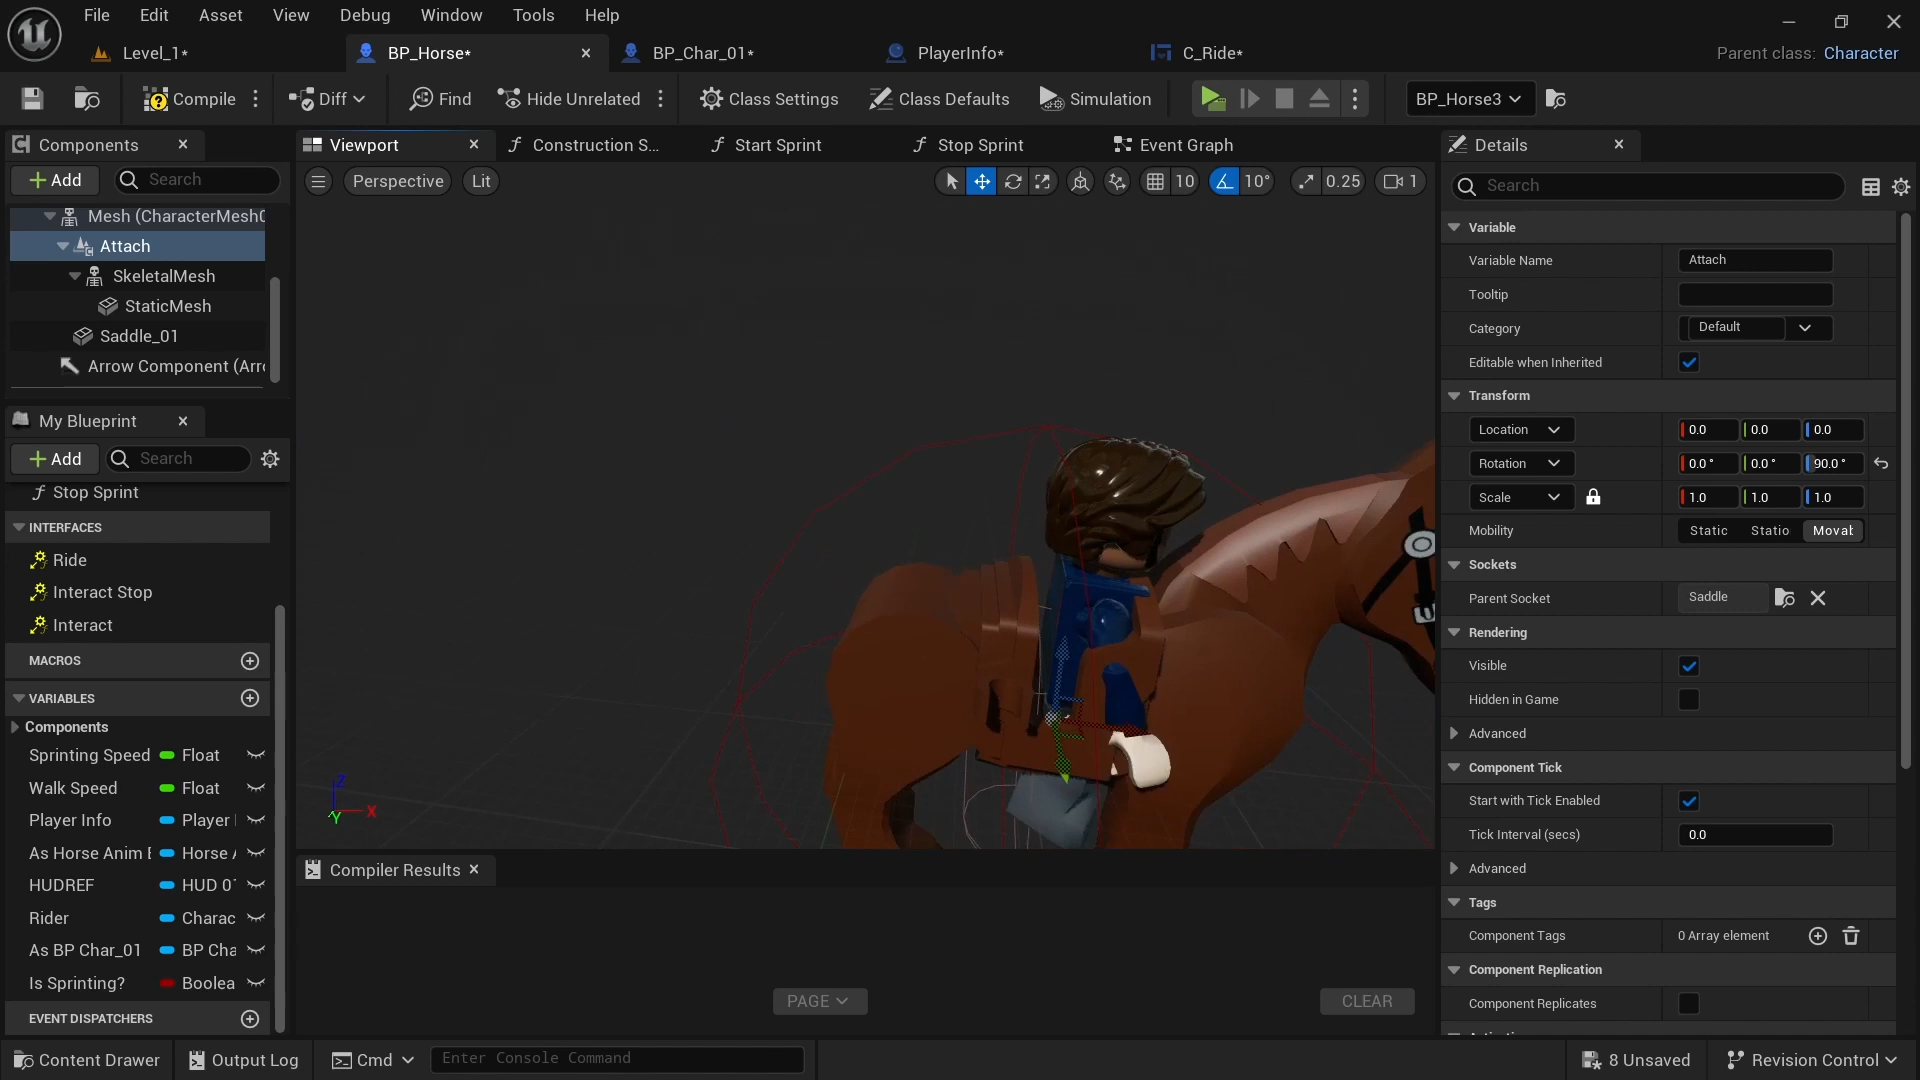 File Edit Asset View Debug Window Tools Help
Level_1* BP_Horse* BP_Char_01* PlayerInfo* C_Ride* Parent class: Character
Compile Diff Find Hide Unrelated Class Settings Class Defaults Simulation BP_Horse3
Components Viewport Construction S... Start Sprint Stop Sprint Event Graph Details
Add Search Perspective Lit 10 10° 0.25 1 Search
Mesh (CharacterMesh0
Attach
SkeletalMesh
StaticMesh
Saddle_01
Arrow Component (Arr
My Blueprint
Add Search
Stop Sprint
INTERFACES
Ride
Interact Stop
Interact
MACROS
VARIABLES
Components
Sprinting Speed Float
Walk Speed Float
Player Info Player
As Horse Anim Horse
HUDREF HUD 0
Rider Charac
As BP Char_01 BP Cha
Is Sprinting? Boolea
EVENT DISPATCHERS
Z
X
Y
Compiler Results
PAGE CLEAR
Variable
Variable Name Attach
Tooltip
Category Default
Editable when Inherited
Transform
Location 0.0 0.0 0.0
Rotation 0.0° 0.0° 90.0°
Scale 1.0 1.0 1.0
Mobility Static Statio Moval
Sockets
Parent Socket Saddle
Rendering
Visible
Hidden in Game
Advanced
Component Tick
Start with Tick Enabled
Tick Interval (secs) 0.0
Advanced
Tags
Component Tags 0 Array element
Component Replication
Component Replicates
Content Drawer Output Log Cmd Enter Console Command 8 Unsaved Revision Control